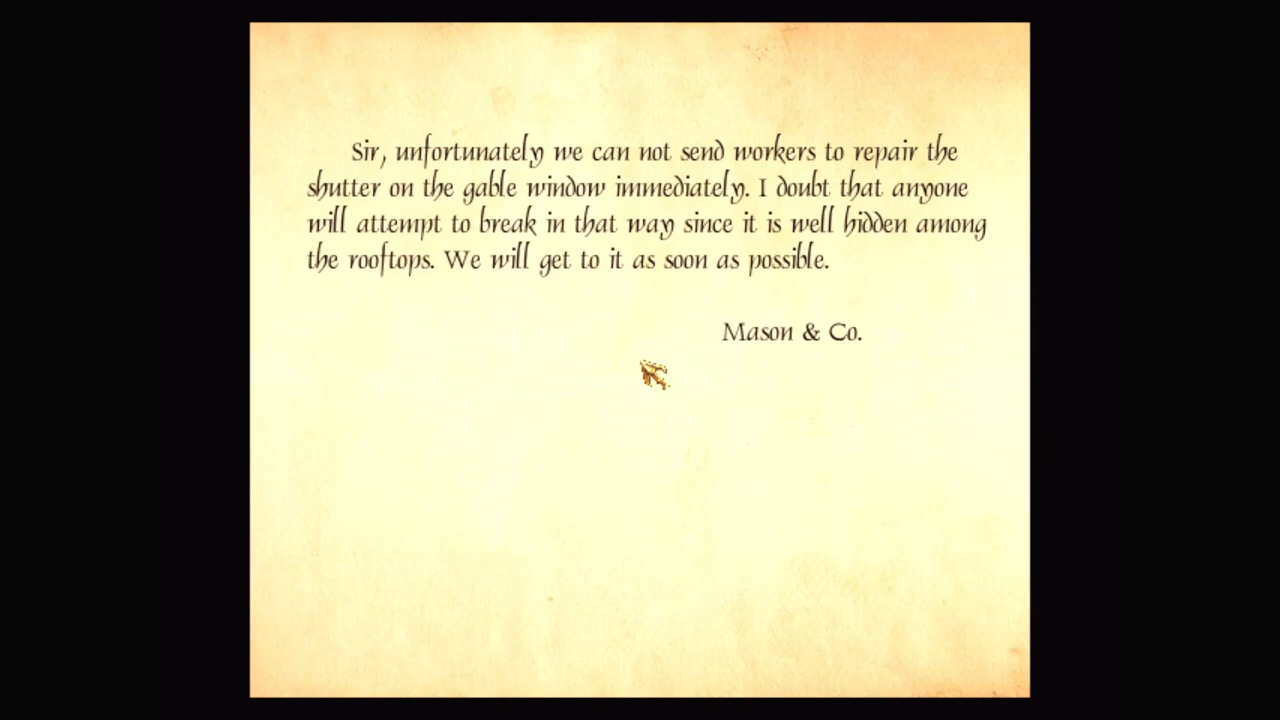 Sir, unfortunately we can not send workers to repair the
shutter on the gable window immediately. I doubt that anyone
will attempt to break in that way since it is well hidden among
the rooftops. We will get to it as soon as possible.
Mason & Co.